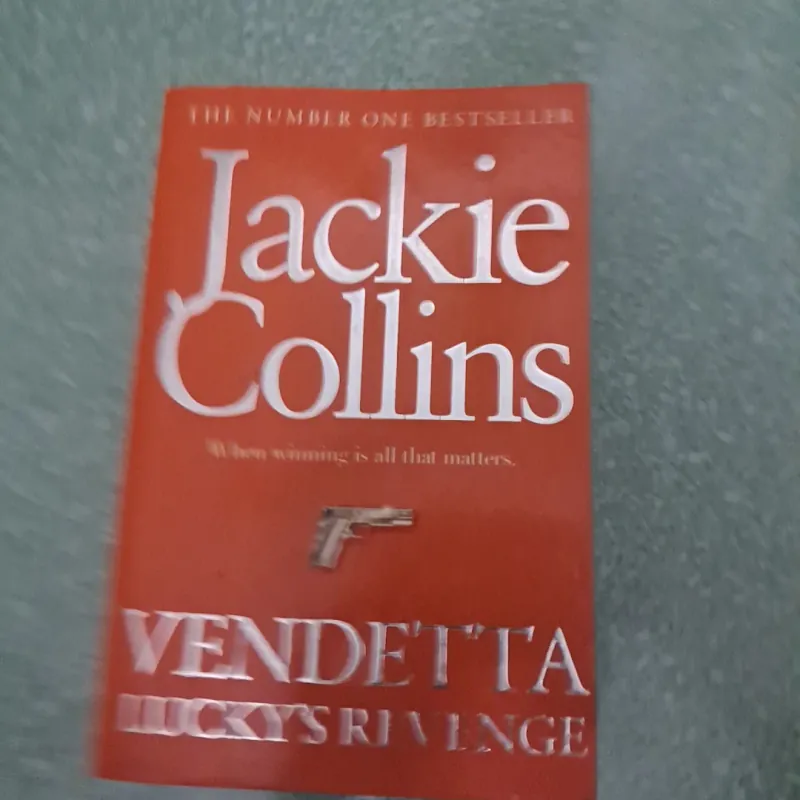 THE NUMBER ONE BESTSELLER
Jackie
Collins
When winning is all that matters.
VENDETTA
LUCKY'S REVENGE